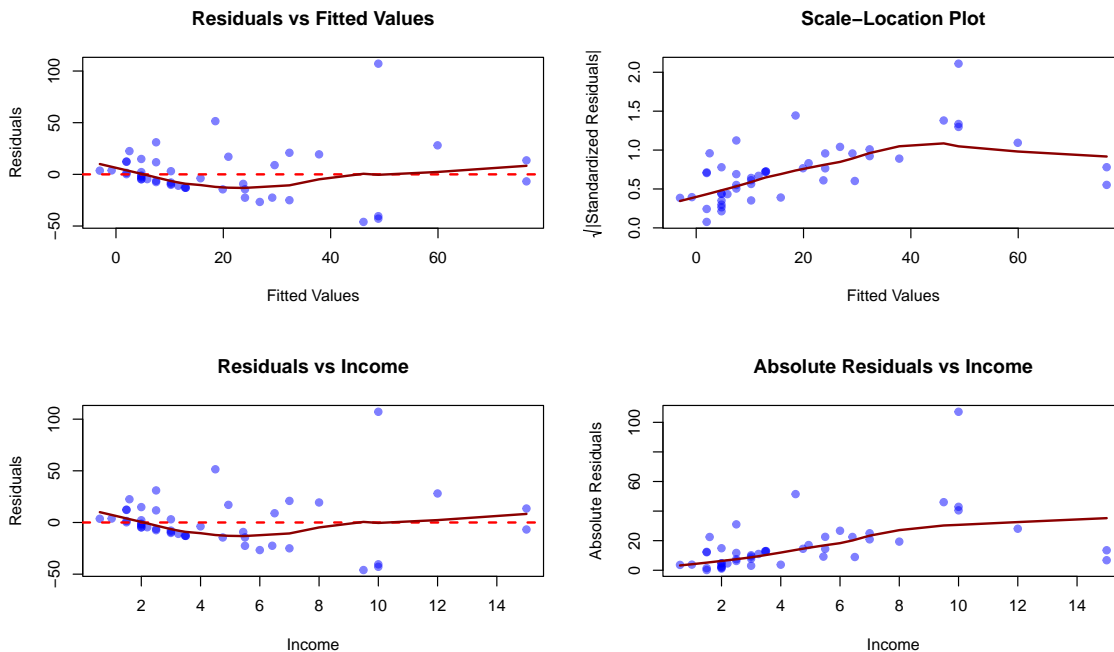 Residuals vs Fitted Values
Residuals
−50 0 50 100
0 20 40 60
Fitted Values
Scale−Location Plot
√|Standardized Residuals|
0.0 0.5 1.0 1.5 2.0
0 20 40 60
Fitted Values
Residuals vs Income
Residuals
−50 0 50 100
2 4 6 8 10 12 14
Income
Absolute Residuals vs Income
Absolute Residuals
0 20 40 60 100
2 4 6 8 10 12 14
Income